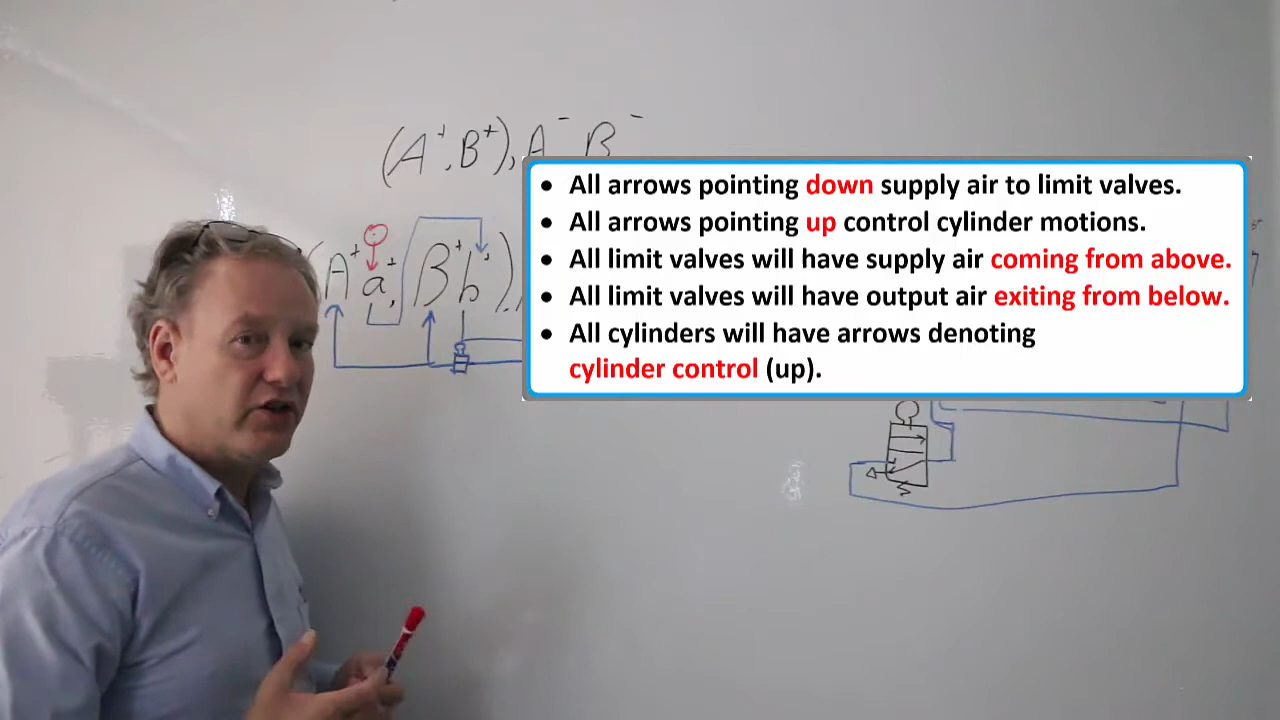 (A⁺, B⁺), A⁻ B⁻
A⁺ a⁺, B⁺ b⁺),
• All arrows pointing down supply air to limit valves.
• All arrows pointing up control cylinder motions.
• All limit valves will have supply air coming from above.
• All limit valves will have output air exiting from below.
• All cylinders will have arrows denoting
cylinder control (up).